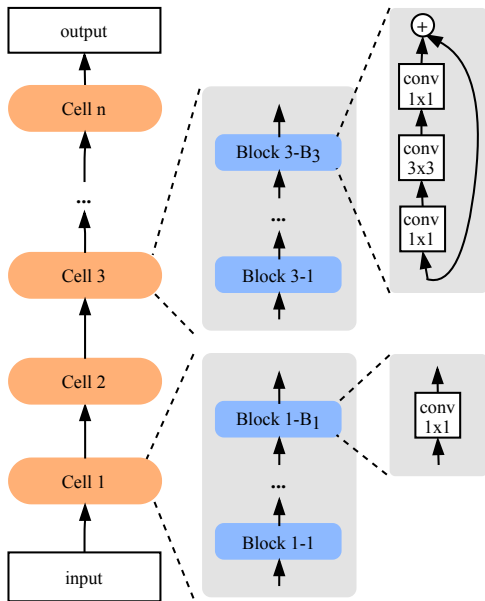 output
Cell n
...
Cell 3
Cell 2
Cell 1
input
Block 3-B3
...
Block 3-1
Block 1-B1
...
Block 1-1
+
conv
1x1
conv
3x3
conv
1x1
conv
1x1